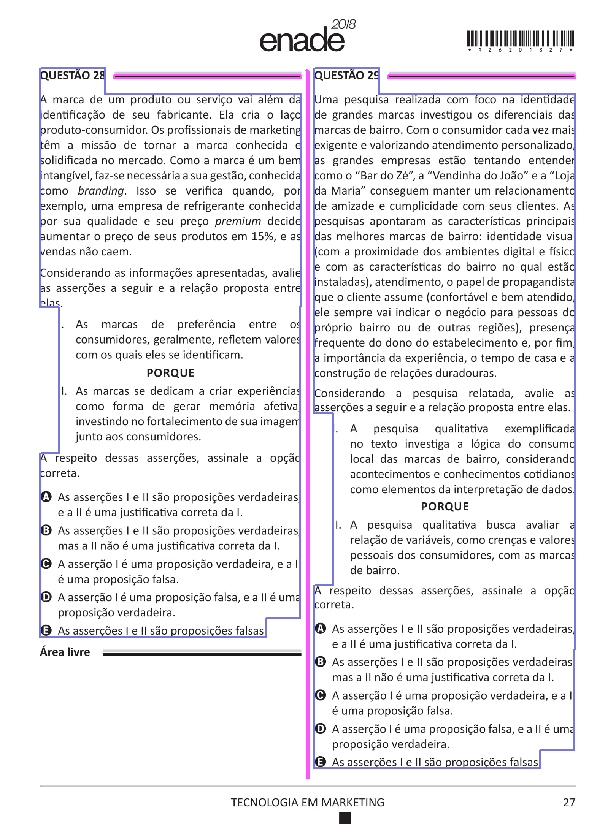 enade 2018
QUESTÃO 28
A marca de um produto ou serviço vai além da
identificação de seu fabricante. Ela cria o laço
produto-consumidor. Os profissionais de marketing
têm a missão de tornar a marca conhecida e
solidificada no mercado. Como a marca é um bem
intangível, faz-se necessária a sua gestão, conhecida
como branding. Isso se verifica quando, por
exemplo, uma empresa de refrigerante conhecida
por sua qualidade e seu preço premium decide
aumentar o preço de seus produtos em 15%, e as
vendas não caem.
Considerando as informações apresentadas, avalie
as asserções a seguir e a relação proposta entre
elas.
I. As marcas de preferência entre os
consumidores, geralmente, refletem valores
com os quais eles se identificam.
PORQUE
II. As marcas se dedicam a criar experiências
como forma de gerar memória afetiva,
investindo no fortalecimento de sua imagem
junto aos consumidores.
A respeito dessas asserções, assinale a opção
correta.
A As asserções I e II são proposições verdadeiras,
e a II é uma justificativa correta da I.
B As asserções I e II são proposições verdadeiras,
mas a II não é uma justificativa correta da I.
C A asserção I é uma proposição verdadeira, e a II
é uma proposição falsa.
D A asserção I é uma proposição falsa, e a II é uma
proposição verdadeira.
E As asserções I e II são proposições falsas.
Área livre
QUESTÃO 29
Uma pesquisa realizada com foco na identidade
de grandes marcas investigou os diferenciais das
marcas de bairro. Com o consumidor cada vez mais
exigente e valorizando atendimento personalizado,
as grandes empresas estão tentando entender
como o “Bar do Zé”, a “Vendinha do João” e a “Loja
da Maria” conseguem manter um relacionamento
de amizade e cumplicidade com seus clientes. As
pesquisas apontaram as características principais
das melhores marcas de bairro: identidade visual
(com a proximidade dos ambientes digital e físico
e com as características do bairro no qual estão
instaladas), atendimento, o papel de propagandista
que o cliente assume (confortável e bem atendido,
ele sempre vai indicar o negócio para pessoas do
próprio bairro ou de outras regiões), presença
frequente do dono do estabelecimento e, por fim,
a importância da experiência, o tempo de casa e a
construção de relações duradouras.
Considerando a pesquisa relatada, avalie as
asserções a seguir e a relação proposta entre elas.
I. A pesquisa qualitativa exemplificada
no texto investiga a lógica do consumo
local das marcas de bairro, considerando
acontecimentos e conhecimentos cotidianos
como elementos da interpretação de dados.
PORQUE
II. A pesquisa qualitativa busca avaliar a
relação de variáveis, como crenças e valores
pessoais dos consumidores, com as marcas
de bairro.
A respeito dessas asserções, assinale a opção
correta.
A As asserções I e II são proposições verdadeiras,
e a II é uma justificativa correta da I.
B As asserções I e II são proposições verdadeiras,
mas a II não é uma justificativa correta da I.
C A asserção I é uma proposição verdadeira, e a II
é uma proposição falsa.
D A asserção I é uma proposição falsa, e a II é uma
proposição verdadeira.
E As asserções I e II são proposições falsas.
TECNOLOGIA EM MARKETING
27